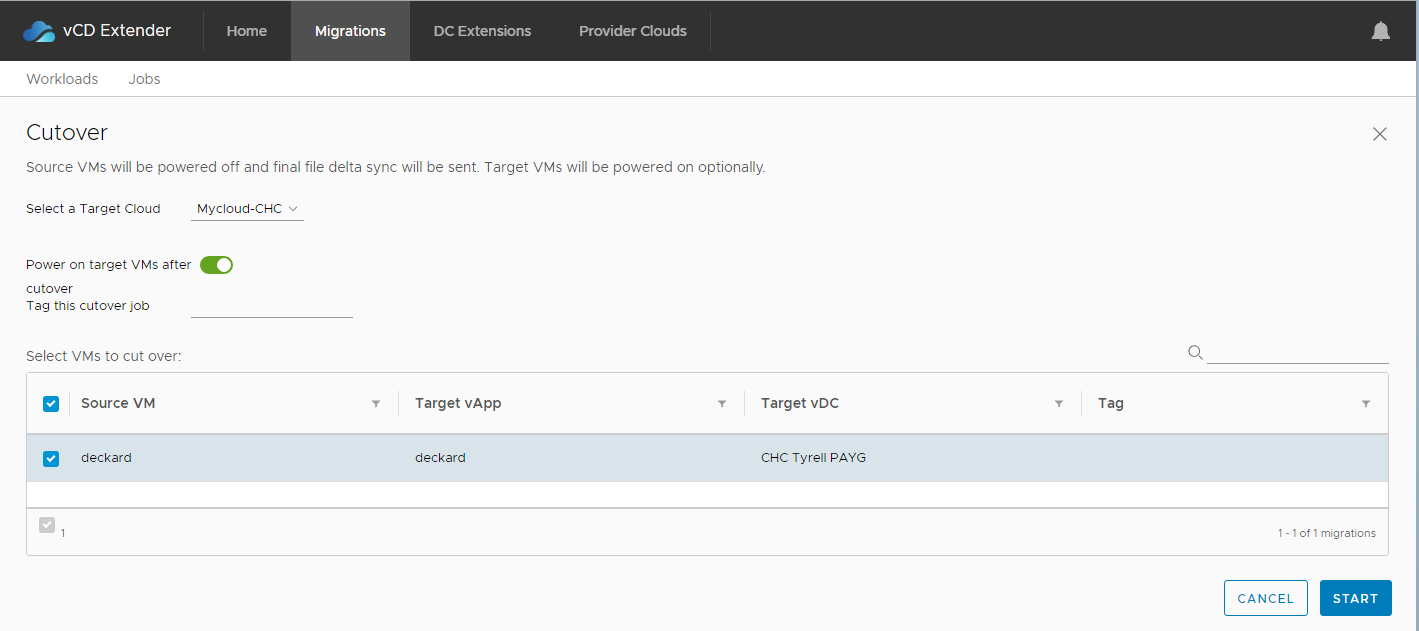 vCD Extender Home Migrations DC Extensions Provider Clouds
Workloads Jobs
Cutover
Source VMs will be powered off and final file delta sync will be sent. Target VMs will be powered on optionally.
Select a Target Cloud Mycloud-CHC
Power on target VMs after
cutover
Tag this cutover job
Select VMs to cut over:
Source VM Target vApp Target vDC Tag
deckard deckard CHC Tyrell PAYG
1 1 - 1 of 1 migrations
CANCEL START